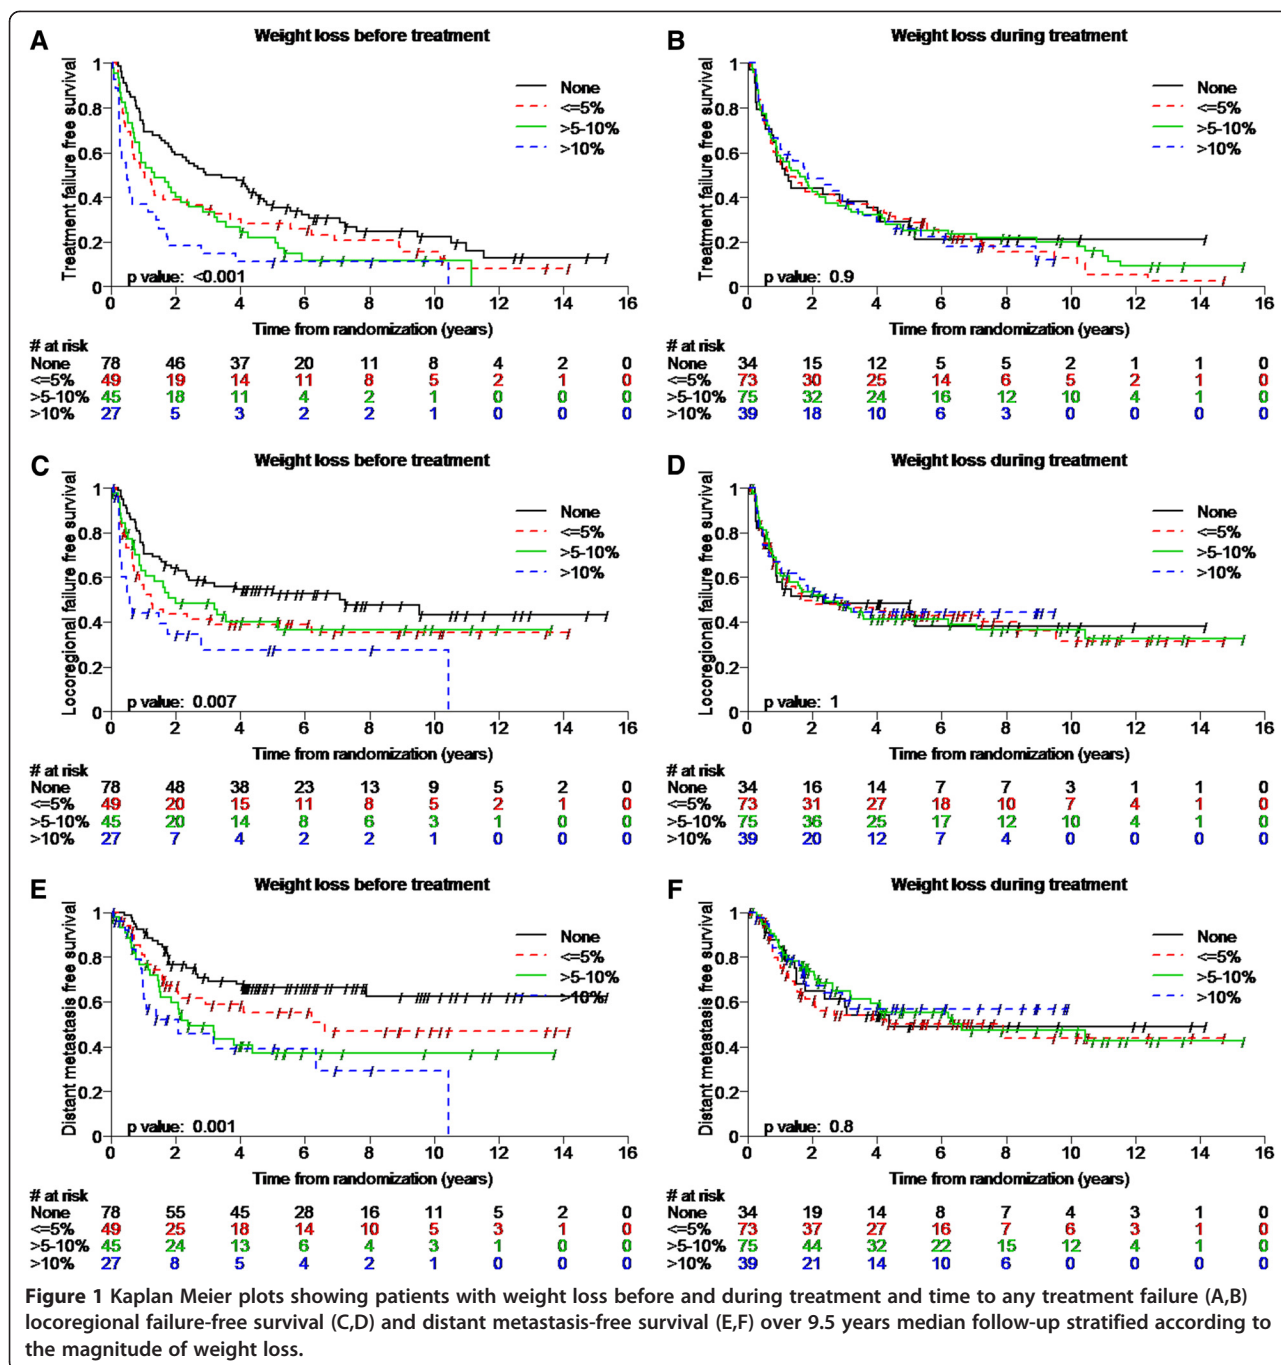 A
Weight loss before treatment
Treatment failure free survival
1
0.8
0.6
0.4
0.2
0
None
<=5%
>5-10%
>10%
p value: <0.001
0 2 4 6 8 10 12 14 16
Time from randomization (years)
# at risk
None 78 46 37 20 11 8 4 2 0
<=5% 49 19 14 11 8 5 2 1 0
>5-10% 45 18 11 4 2 1 0 0 0
>10% 27 5 3 2 2 1 0 0 0
B
Weight loss during treatment
Treatment failure free survival
1
0.8
0.6
0.4
0.2
0
None
<=5%
>5-10%
>10%
p value: 0.9
0 2 4 6 8 10 12 14 16
Time from randomization (years)
# at risk
None 34 15 12 5 5 2 1 1 0
<=5% 73 30 25 14 6 5 2 1 0
>5-10% 75 32 24 16 12 10 4 1 0
>10% 39 18 10 6 3 0 0 0 0
C
Weight loss before treatment
Locoregional failure free survival
1
0.8
0.6
0.4
0.2
0
None
<=5%
>5-10%
>10%
p value: 0.007
0 2 4 6 8 10 12 14 16
Time from randomization (years)
# at risk
None 78 48 38 23 13 9 5 2 0
<=5% 49 20 15 11 8 5 2 1 0
>5-10% 45 20 14 8 6 3 1 0 0
>10% 27 7 4 2 2 1 0 0 0
D
Weight loss during treatment
Locoregional failure free survival
1
0.8
0.6
0.4
0.2
0
None
<=5%
>5-10%
>10%
p value: 1
0 2 4 6 8 10 12 14 16
Time from randomization (years)
# at risk
None 34 16 14 7 7 3 1 1 0
<=5% 73 31 27 18 10 7 4 1 0
>5-10% 75 36 25 17 12 10 4 1 0
>10% 39 20 12 7 4 0 0 0 0
E
Weight loss before treatment
Distant metastasis free survival
1
0.8
0.6
0.4
0.2
0
None
<=5%
>5-10%
>10%
p value: 0.001
0 2 4 6 8 10 12 14 16
Time from randomization (years)
# at risk
None 78 55 45 28 16 11 5 2 0
<=5% 49 25 18 14 10 5 3 1 0
>5-10% 45 24 13 6 4 3 1 0 0
>10% 27 8 5 4 2 1 0 0 0
F
Weight loss during treatment
Distant metastasis free survival
1
0.8
0.6
0.4
0.2
0
None
<=5%
>5-10%
>10%
p value: 0.8
0 2 4 6 8 10 12 14 16
Time from randomization (years)
# at risk
None 34 19 14 8 7 4 3 1 0
<=5% 73 37 27 16 7 6 3 1 0
>5-10% 75 44 32 22 15 12 4 1 0
>10% 39 21 14 10 6 0 0 0 0
Figure 1 Kaplan Meier plots showing patients with weight loss before and during treatment and time to any treatment failure (A,B)
locoregional failure-free survival (C,D) and distant metastasis-free survival (E,F) over 9.5 years median follow-up stratified according to
the magnitude of weight loss.